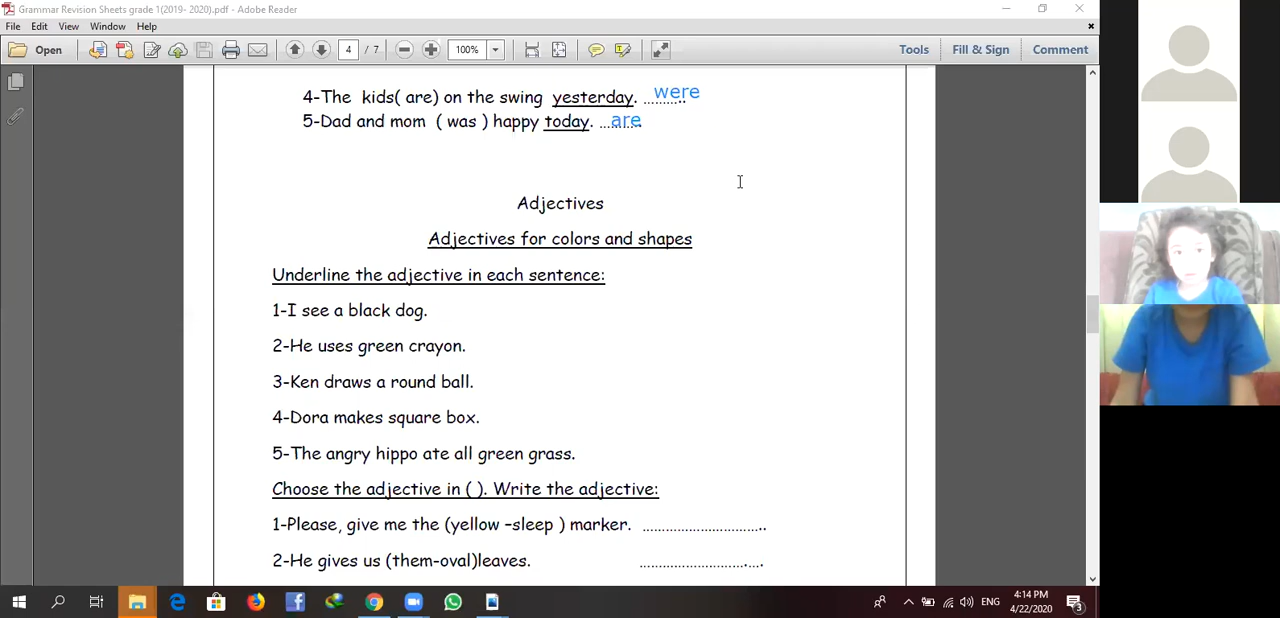 Grammar Revision Sheets grade 1(2019- 2020).pdf - Adobe Reader
File Edit View Window Help
Open 4 / 7 100% Tools Fill & Sign Comment
4-The kids( are) on the swing yesterday. ......... were
5-Dad and mom ( was ) happy today. ......... are
Adjectives
Adjectives for colors and shapes
Underline the adjective in each sentence:
1-I see a black dog.
2-He uses green crayon.
3-Ken draws a round ball.
4-Dora makes square box.
5-The angry hippo ate all green grass.
Choose the adjective in ( ). Write the adjective:
1-Please, give me the (yellow –sleep ) marker. ............................
2-He gives us (them-oval)leaves. ............................
ENG
4:14 PM
4/22/2020
3